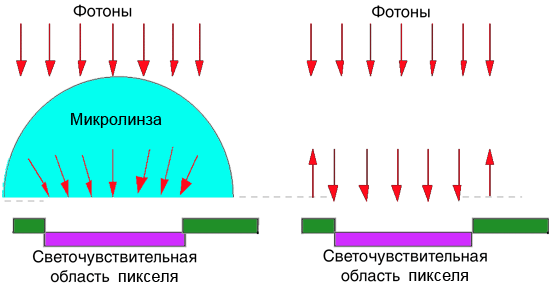 Фотоны
Фотоны
Микролинза
Светочувствительная
область пикселя
Светочувствительная
область пикселя